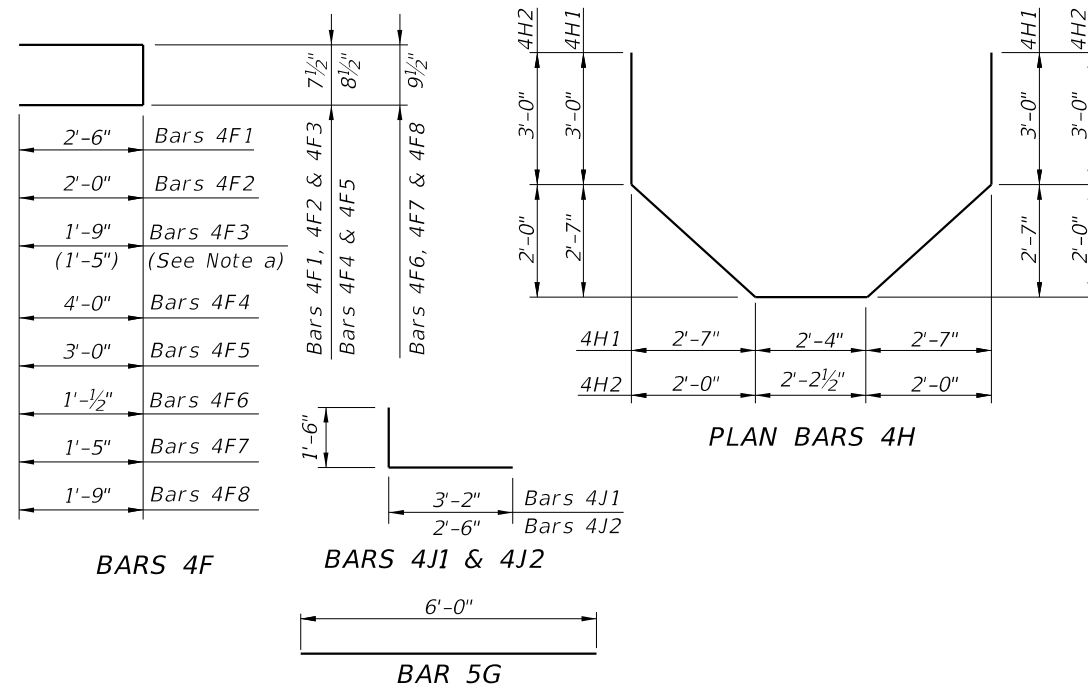 7½"
8½"
9½"
Bars 4F1, 4F2 & 4F3
Bars 4F4 & 4F5
Bars 4F6, 4F7 & 4F8
2'-6" Bars 4F1
2'-0" Bars 4F2
1'-9" Bars 4F3
(1'-5") (See Note a)
4'-0" Bars 4F4
3'-0" Bars 4F5
1'-½" Bars 4F6
1'-5" Bars 4F7
1'-9" Bars 4F8
BARS 4F
1'-6"
3'-2" Bars 4J1
2'-6" Bars 4J2
BARS 4J1 & 4J2
6'-0"
BAR 5G
4H2
4H1
4H1
4H2
3'-0"
3'-0"
3'-0"
3'-0"
2'-0"
2'-7"
2'-7"
2'-0"
4H1 2'-7" 2'-4" 2'-7"
4H2 2'-0" 2'-2½" 2'-0"
PLAN BARS 4H